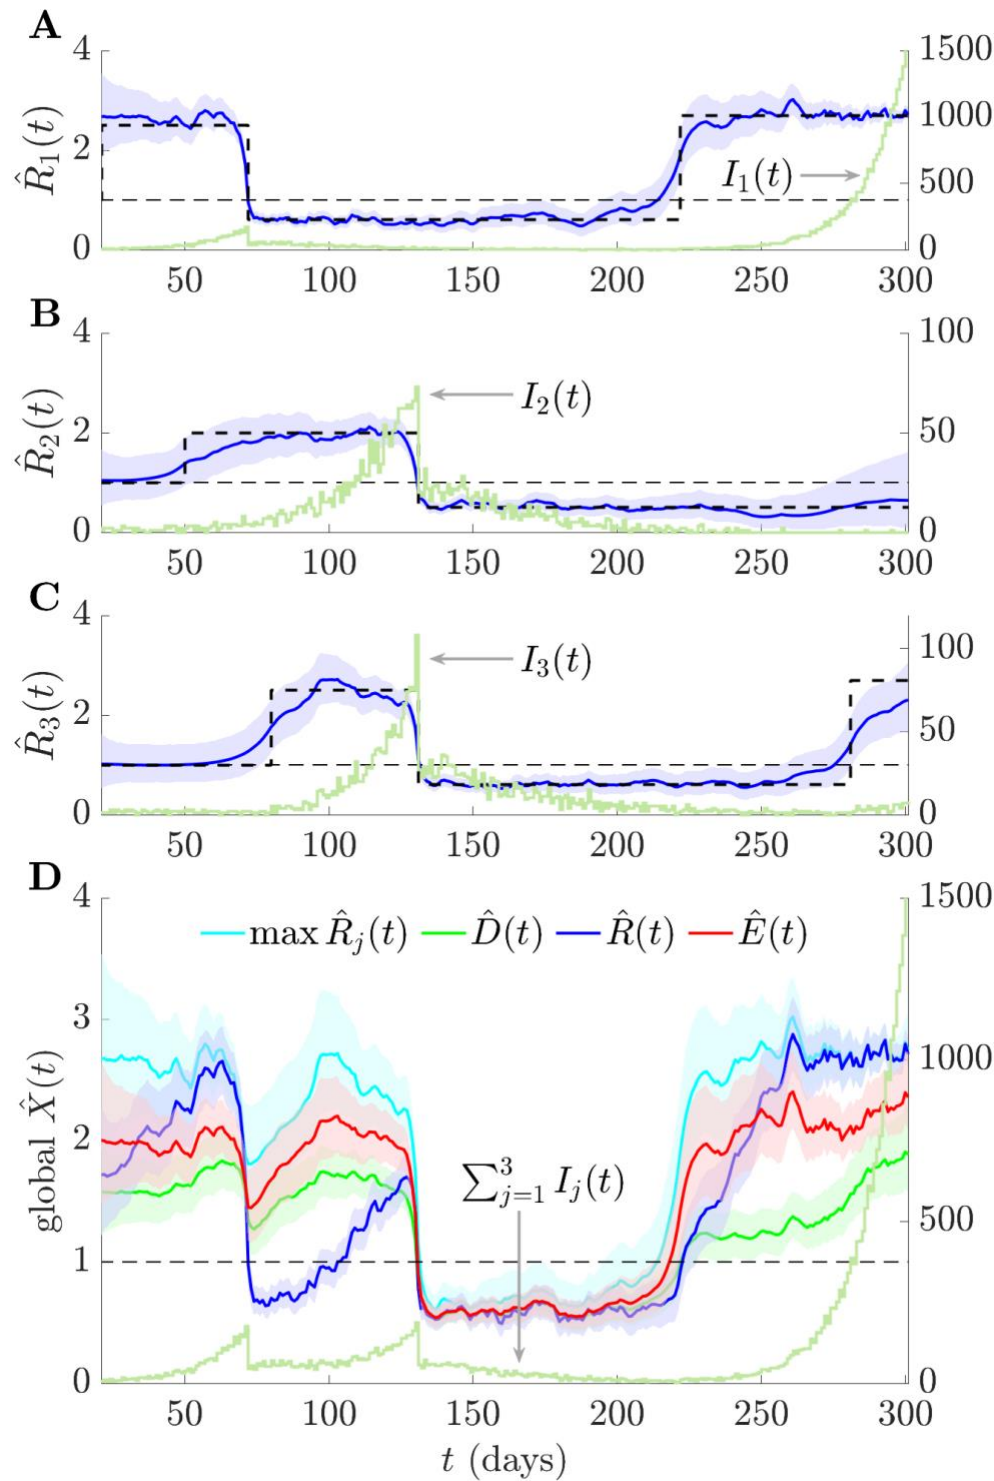 A
4 1500
R̂₁(t) 2 1000
I₁(t) 500
0 0
50 100 150 200 250 300
B
4 100
R̂₂(t) 2 I₂(t) 50
0 0
50 100 150 200 250 300
C
4 100
R̂₃(t) 2 I₃(t) 50
0 0
50 100 150 200 250 300
D
4 1500
max R̂ⱼ(t) D̂(t) R̂(t) Ê(t)
3 1000
global X̂(t) 2
∑³ⱼ₌₁ Iⱼ(t) 500
1
0 0
50 100 150 200 250 300
t (days)